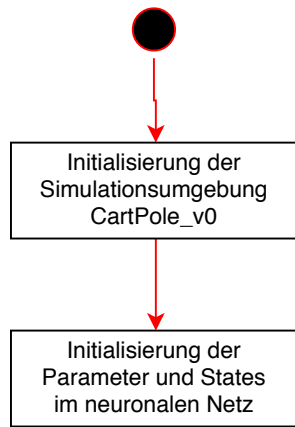 Initialisierung der
Simulationsumgebung
CartPole_v0
Initialisierung der
Parameter und States
im neuronalen Netz